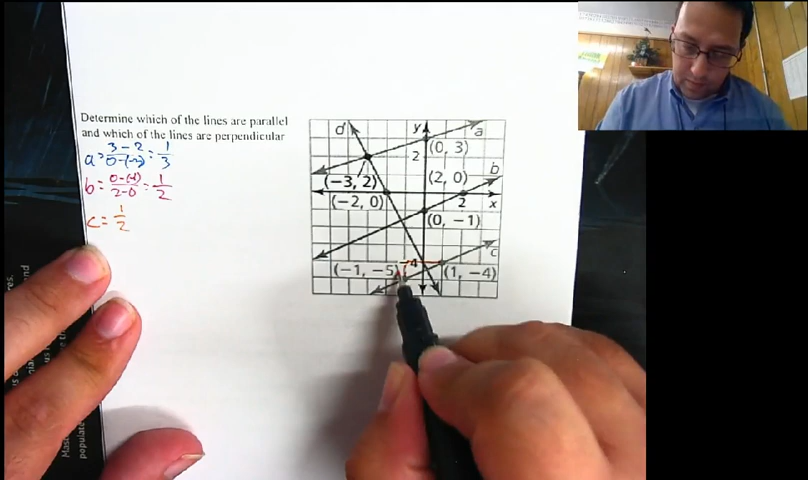 Determine which of the lines are parallel
and which of the lines are perpendicular
a = 3-2/0-(-3) = 1/3
b = 0-(-1)/2-0 = 1/2
c = 1/2
d
y
a
2
(0, 3)
(-3, 2)
(2, 0)
b
(-2, 0)
2
x
(0, -1)
c
(-1, -5)
-4
(1, -4)